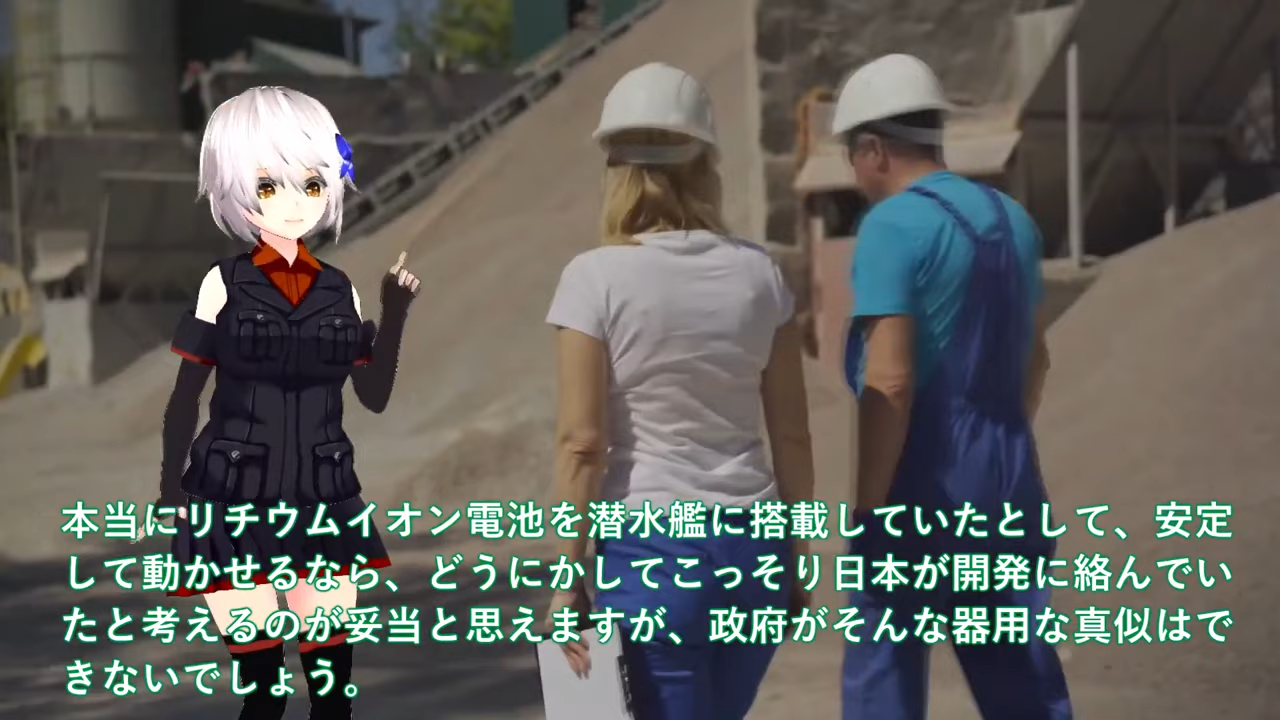 本当にリチウムイオン電池を潜水艦に搭載していたとして、安定
して動かせるなら、どうにかしてこっそり日本が開発に絡んでい
たと考えるのが妥当と思えますが、政府がそんな器用な真似はで
きないでしょう。